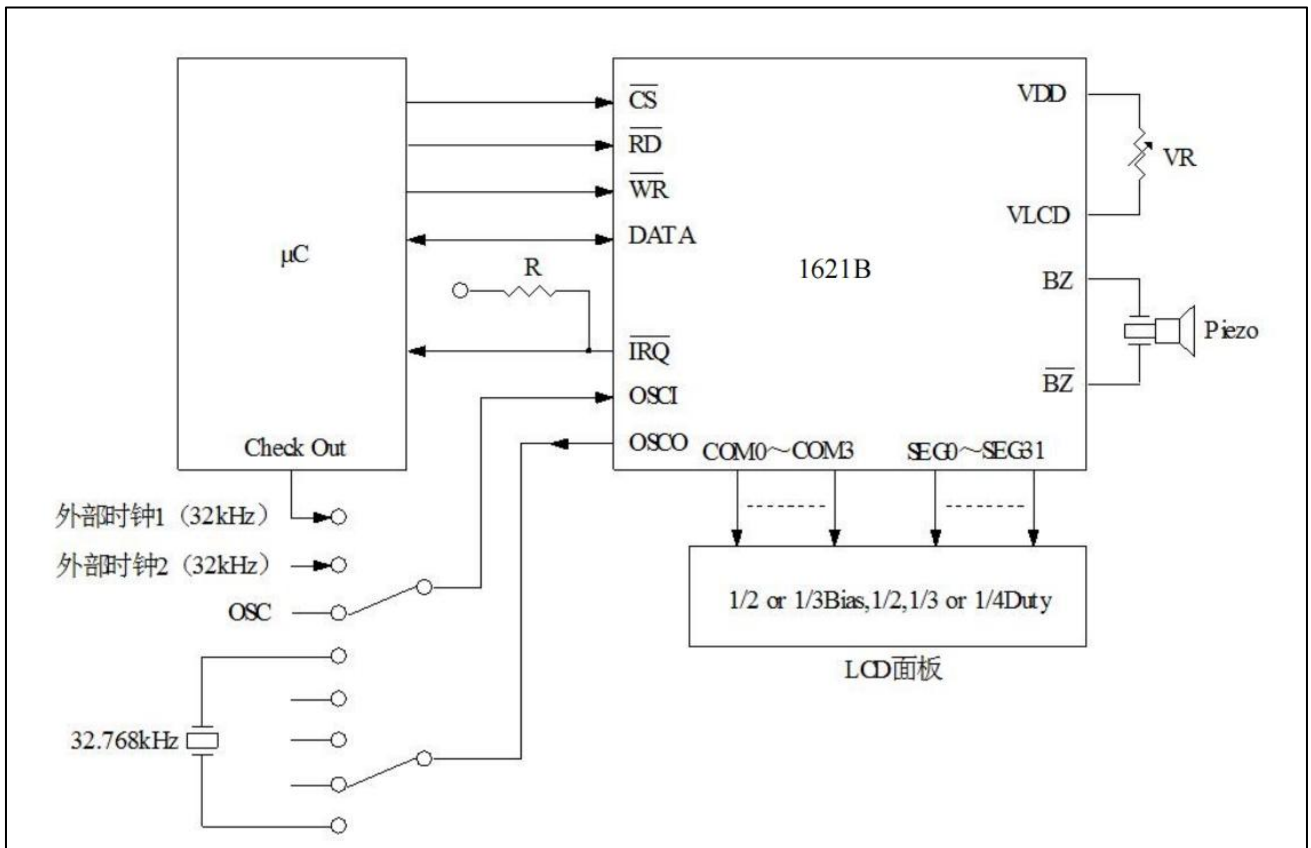 CS
VDD
RD
VR
WR
VLCD
DATA
μC
1621B
R
BZ
Piezo
IRQ
BZ
OSCI
OSCO
Check Out
COM0～COM3
SEG0～SEG31
外部时钟1（32kHz）
外部时钟2（32kHz）
OSC
1/2 or 1/3Bias,1/2,1/3 or 1/4Duty
LCD面板
32.768kHz